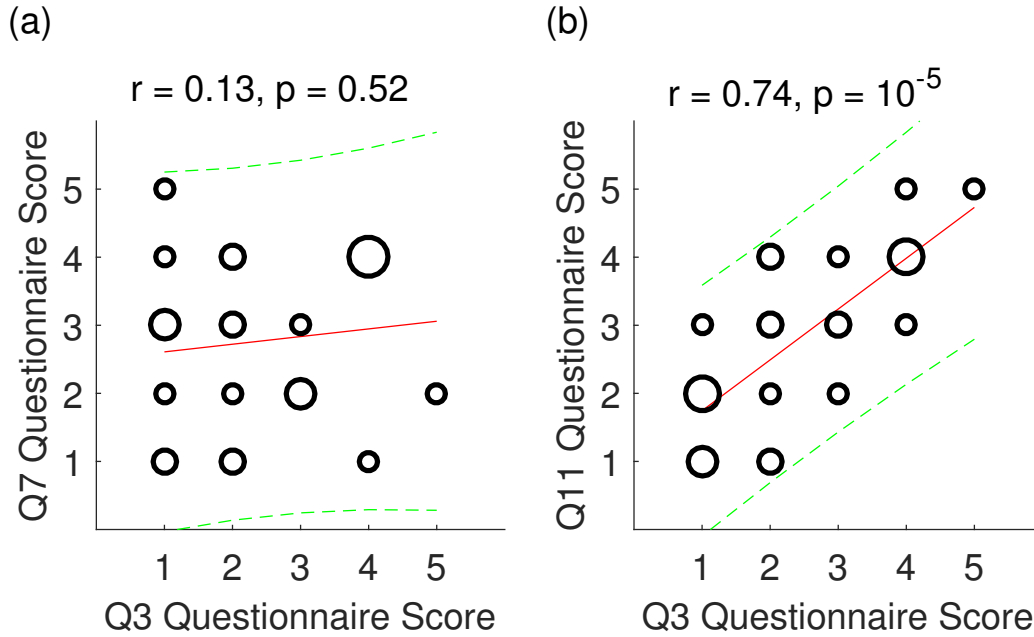 (a)
r = 0.13, p = 0.52
Q7 Questionnaire Score
5
4
3
2
1
1 2 3 4 5
Q3 Questionnaire Score
(b)
r = 0.74, p = 10^-5
Q11 Questionnaire Score
5
4
3
2
1
1 2 3 4 5
Q3 Questionnaire Score